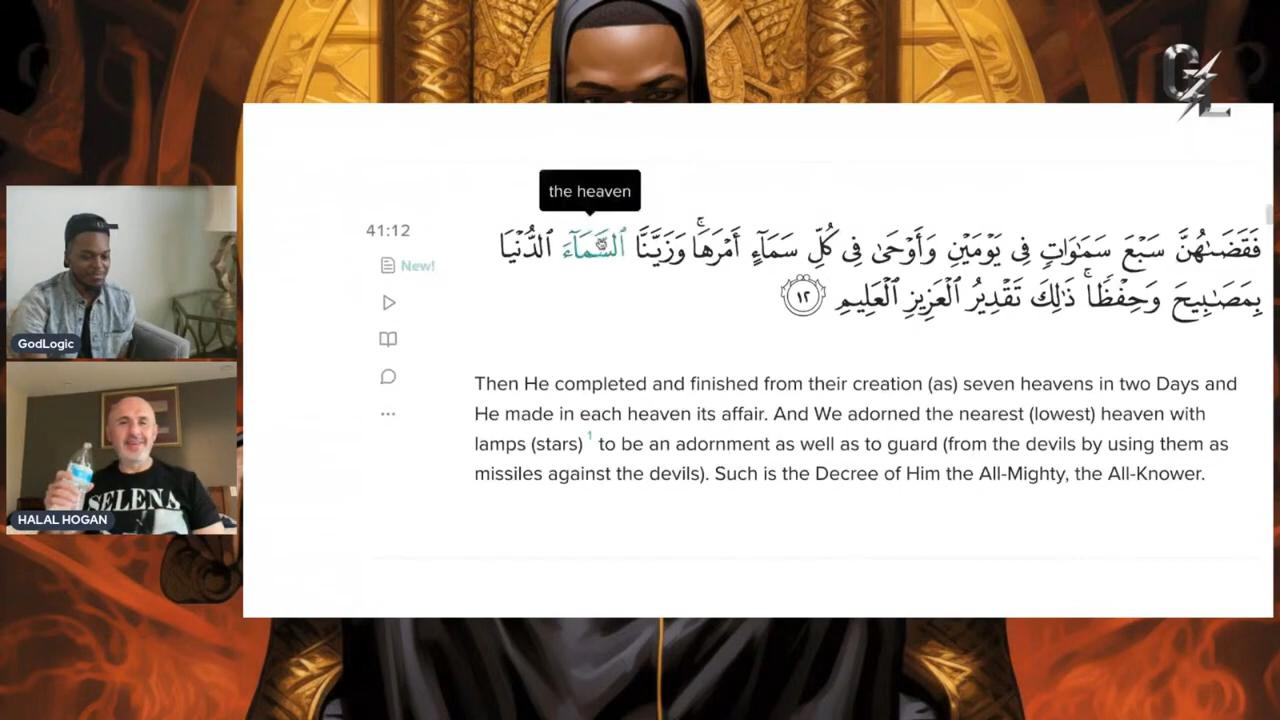 GL
the heaven
41:12
فَقَضَىٰهُنَّ سَبْعَ سَمَـٰوَاتٍ فِى يَوْمَيْنِ وَأَوْحَىٰ فِى كُلِّ سَمَآءٍ أَمْرَهَا ۚ وَزَيَّنَّا ٱلسَّمَآءَ ٱلدُّنْيَا
بِمَصَـٰبِيحَ وَحِفْظًا ۚ ذَٰلِكَ تَقْدِيرُ ٱلْعَزِيزِ ٱلْعَلِيمِ ١٢
New!
Then He completed and finished from their creation (as) seven heavens in two Days and
He made in each heaven its affair. And We adorned the nearest (lowest) heaven with
lamps (stars) 1 to be an adornment as well as to guard (from the devils by using them as
missiles against the devils). Such is the Decree of Him the All-Mighty, the All-Knower.
GodLogic
SELENA
HALAL HOGAN